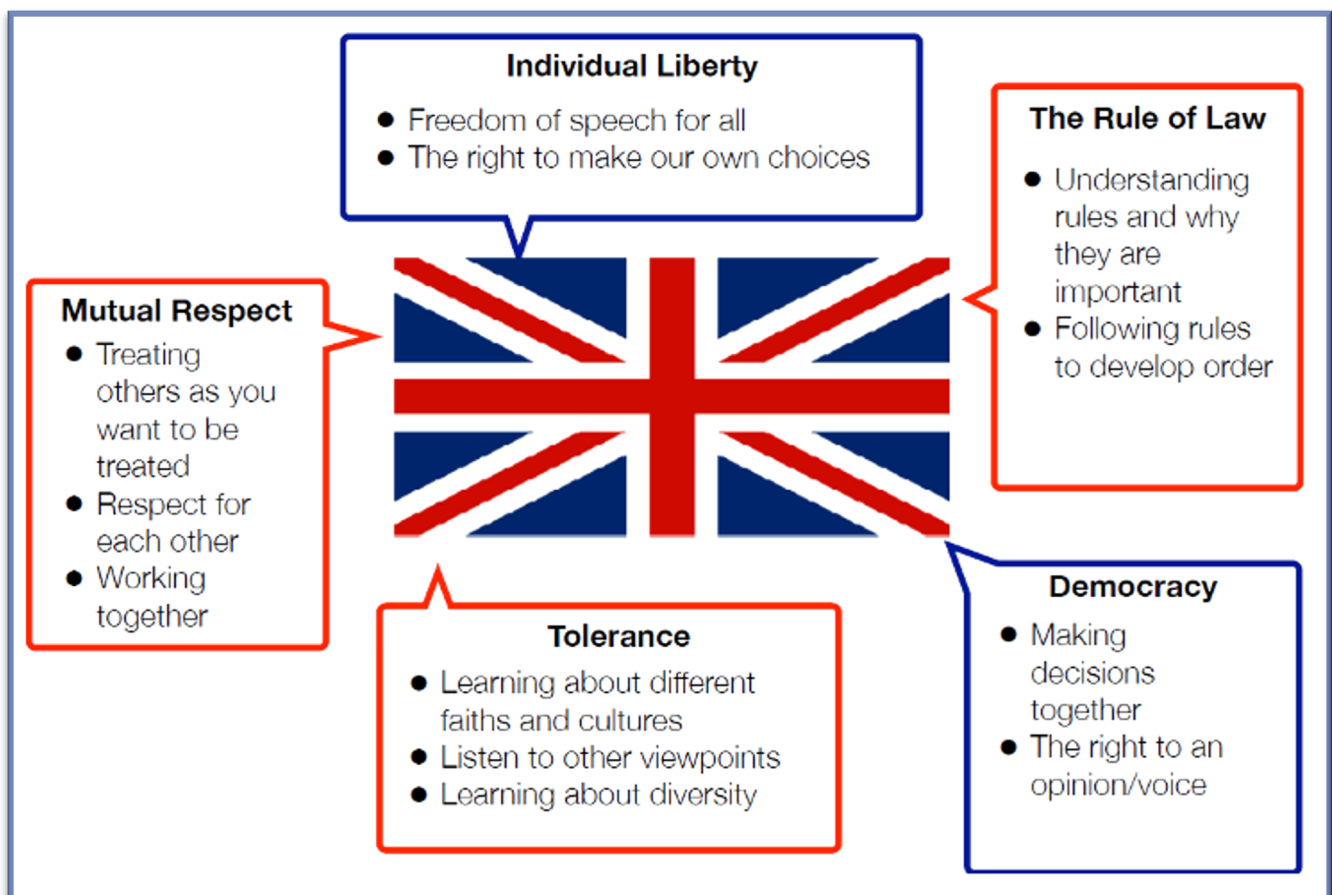 Individual Liberty
● Freedom of speech for all
● The right to make our own choices
The Rule of Law
● Understanding
rules and why
they are
important
● Following rules
to develop order
Mutual Respect
● Treating
others as you
want to be
treated
● Respect for
each other
● Working
together
Tolerance
● Learning about different
faiths and cultures
● Listen to other viewpoints
● Learning about diversity
Democracy
● Making
decisions
together
● The right to an
opinion/voice